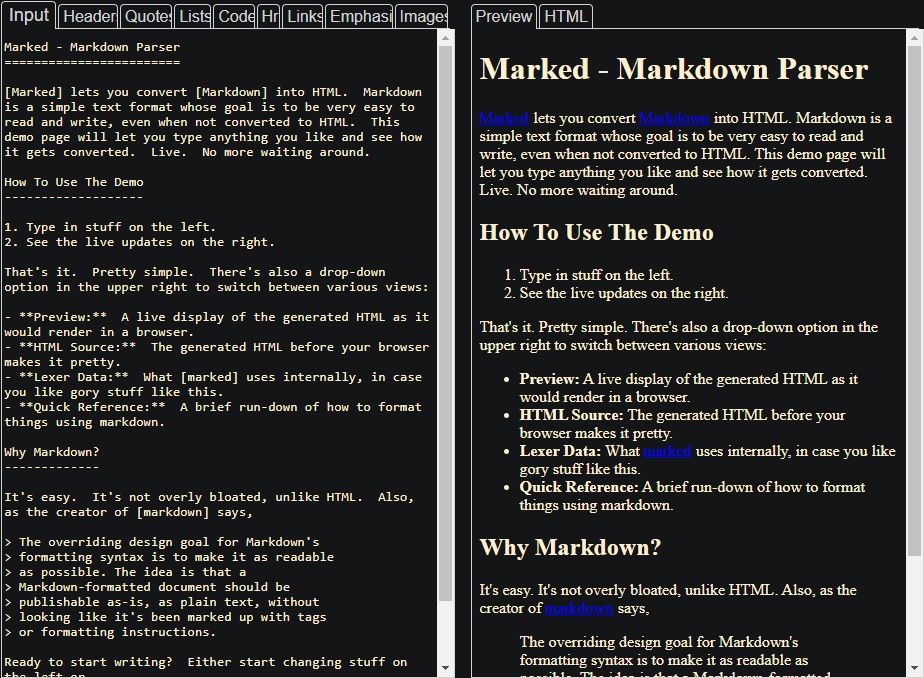 Input Header Quotes Lists Code Hr Links Emphasi Images
Marked - Markdown Parser
========================
[Marked] lets you convert [Markdown] into HTML.  Markdown
is a simple text format whose goal is to be very easy to
read and write, even when not converted to HTML.  This
demo page will let you type anything you like and see how
it gets converted.  Live.  No more waiting around.
How To Use The Demo
-------------------
1. Type in stuff on the left.
2. See the live updates on the right.
That's it.  Pretty simple.  There's also a drop-down
option in the upper right to switch between various views:
- **Preview:**  A live display of the generated HTML as it
would render in a browser.
- **HTML Source:**  The generated HTML before your browser
makes it pretty.
- **Lexer Data:**  What [marked] uses internally, in case
you like gory stuff like this.
- **Quick Reference:**  A brief run-down of how to format
things using markdown.
Why Markdown?
-------------
It's easy.  It's not overly bloated, unlike HTML.  Also,
as the creator of [markdown] says,
> The overriding design goal for Markdown's
> formatting syntax is to make it as readable
> as possible. The idea is that a
> Markdown-formatted document should be
> publishable as-is, as plain text, without
> looking like it's been marked up with tags
> or formatting instructions.
Ready to start writing?  Either start changing stuff on
the left or
Preview HTML
Marked - Markdown Parser
Marked lets you convert Markdown into HTML. Markdown is a
simple text format whose goal is to be very easy to read and
write, even when not converted to HTML. This demo page will
let you type anything you like and see how it gets converted.
Live. No more waiting around.
How To Use The Demo
1. Type in stuff on the left.
2. See the live updates on the right.
That's it. Pretty simple. There's also a drop-down option in the
upper right to switch between various views:
• Preview: A live display of the generated HTML as it
would render in a browser.
• HTML Source: The generated HTML before your
browser makes it pretty.
• Lexer Data: What marked uses internally, in case you like
gory stuff like this.
• Quick Reference: A brief run-down of how to format
things using markdown.
Why Markdown?
It's easy. It's not overly bloated, unlike HTML. Also, as the
creator of markdown says,
The overriding design goal for Markdown's
formatting syntax is to make it as readable as
possible. The idea is that a Markdown-formatted